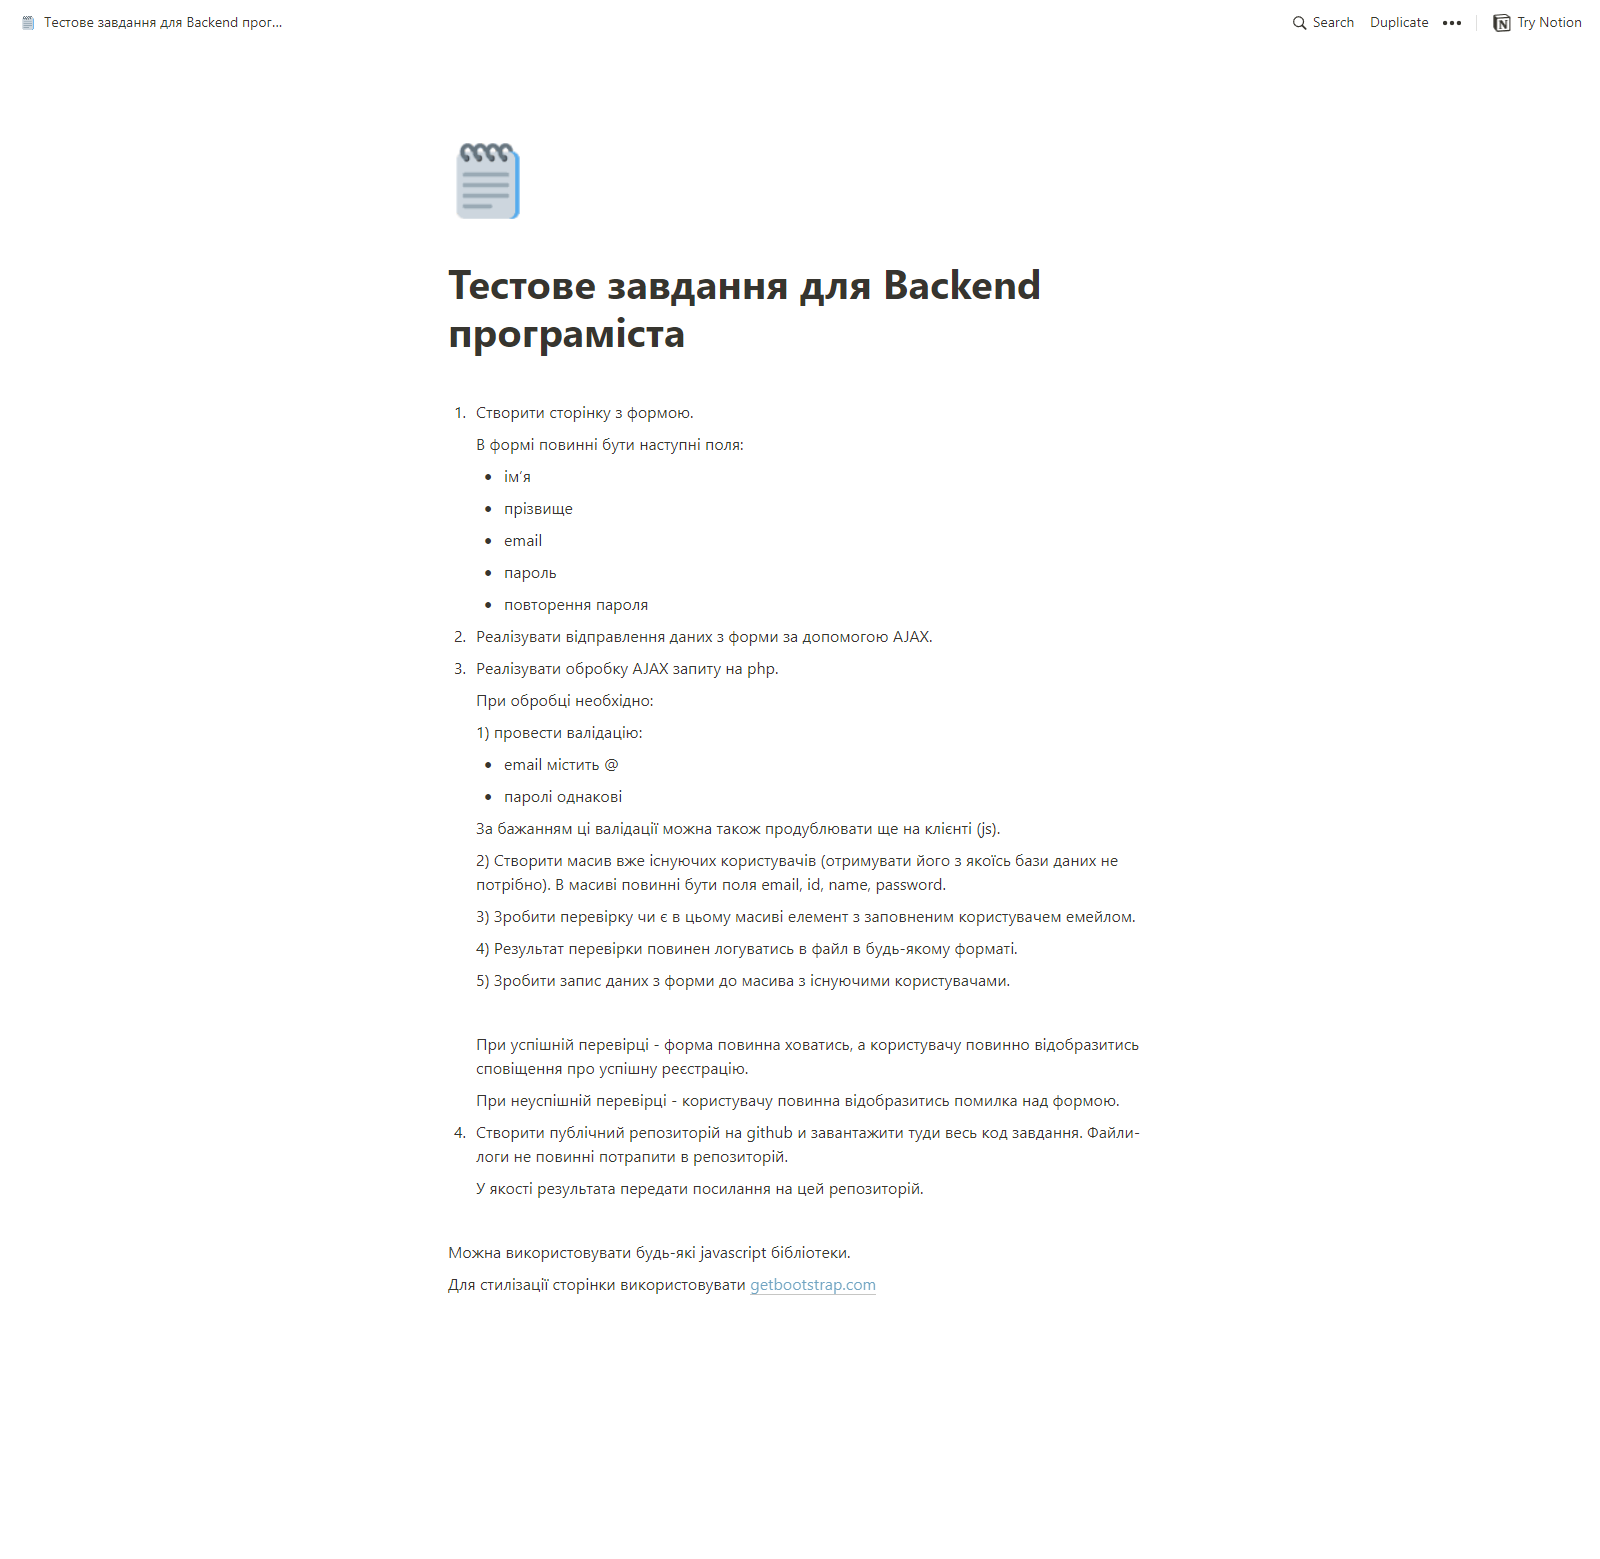 Тестове завдання для Backend прог...
Search Duplicate ••• Try Notion
Тестове завдання для Backend
програміста
1. Створити сторінку з формою.
В формі повинні бути наступні поля:
• ім'я
• прізвище
• email
• пароль
• повторення пароля
2. Реалізувати відправлення даних з форми за допомогою AJAX.
3. Реалізувати обробку AJAX запиту на php.
При обробці необхідно:
1) провести валідацію:
• email містить @
• паролі однакові
За бажанням ці валідації можна також продублювати ще на клієнті (js).
2) Створити масив вже існуючих користувачів (отримувати його з якоїсь бази даних не
потрібно). В масиві повинні бути поля email, id, name, password.
3) Зробити перевірку чи є в цьому масиві елемент з заповненим користувачем емейлом.
4) Результат перевірки повинен логуватись в файл в будь-якому форматі.
5) Зробити запис даних з форми до масива з існуючими користувачами.
При успішній перевірці - форма повинна ховатись, а користувачу повинно відобразитись
сповіщення про успішну реєстрацію.
При неуспішній перевірці - користувачу повинна відобразитись помилка над формою.
4. Створити публічний репозиторій на github и завантажити туди весь код завдання. Файли-
логи не повинні потрапити в репозиторій.
У якості результата передати посилання на цей репозиторій.
Можна використовувати будь-які javascript бібліотеки.
Для стилізації сторінки використовувати getbootstrap.com